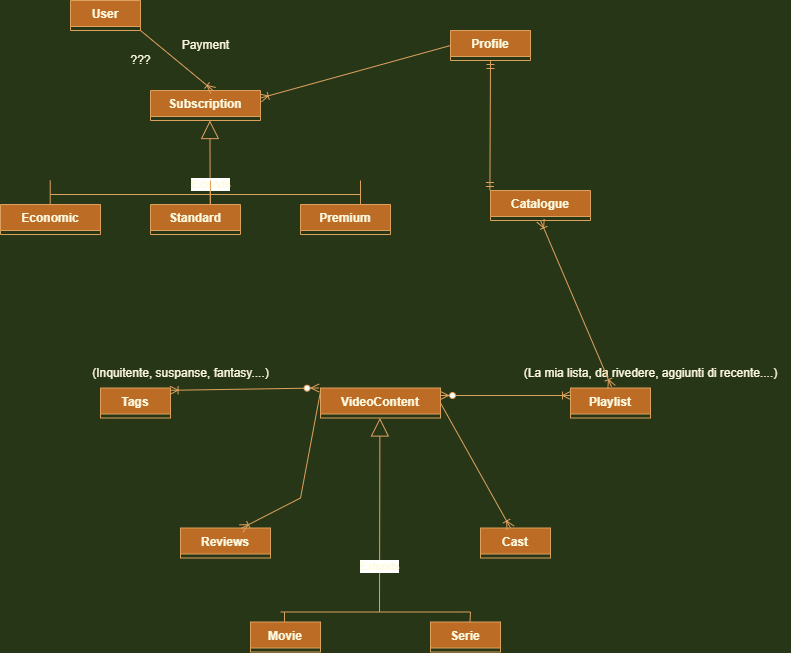 User
Payment
???
Profile
Subscription
Economic
Standard
Premium
Catalogue
(Inquitente, suspanse, fantasy....)
(La mia lista, da rivedere, aggiunti di recente....)
Tags
VideoContent
Playlist
Reviews
Cast
Movie
Serie